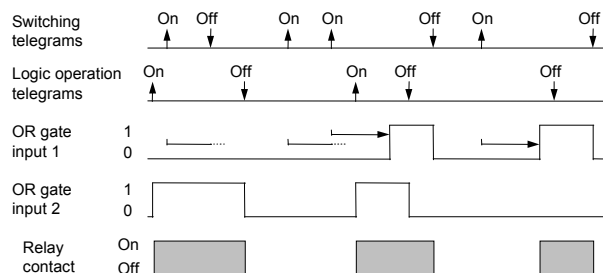 Switching telegrams
On Off On On Off On Off
Logic operation telegrams
On Off On Off Off
OR gate input 1
1
0
OR gate input 2
1
0
Relay contact
On
Off